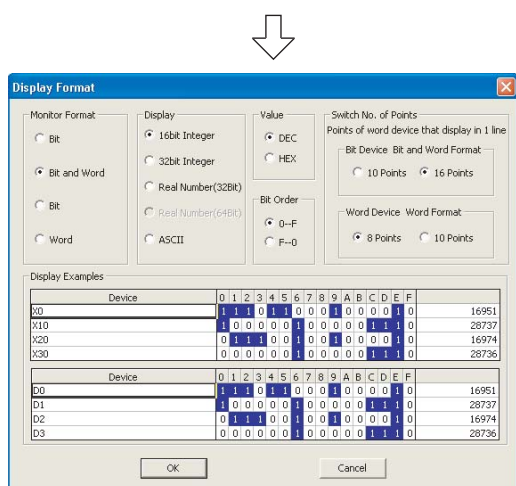 Display Format
Monitor Format
Bit
Bit and Word
Bit
Word
Display
16bit Integer
32bit Integer
Real Number(32Bit)
Real Number(64Bit)
ASCII
Value
DEC
HEX
Bit Order
0--F
F--0
Switch No. of Points
Points of word device that display in 1 line
Bit Device Bit and Word Format
10 Points 16 Points
Word Device Word Format
8 Points 10 Points
Display Examples
Device 0 1 2 3 4 5 6 7 8 9 A B C D E F
X0 1 1 1 0 1 1 0 0 0 1 0 0 0 0 1 0 16951
X10 1 0 0 0 0 0 1 0 0 0 0 0 1 1 1 0 28737
X20 0 1 1 1 0 0 1 0 0 1 0 0 0 0 1 0 16974
X30 0 0 0 0 0 0 1 0 0 0 0 0 1 1 1 0 28736
Device 0 1 2 3 4 5 6 7 8 9 A B C D E F
D0 1 1 1 0 1 1 0 0 0 1 0 0 0 0 1 0 16951
D1 1 0 0 0 0 0 1 0 0 0 0 0 1 1 1 0 28737
D2 0 1 1 1 0 0 1 0 0 1 0 0 0 0 1 0 16974
D3 0 0 0 0 0 0 1 0 0 0 0 0 1 1 1 0 28736
OK Cancel